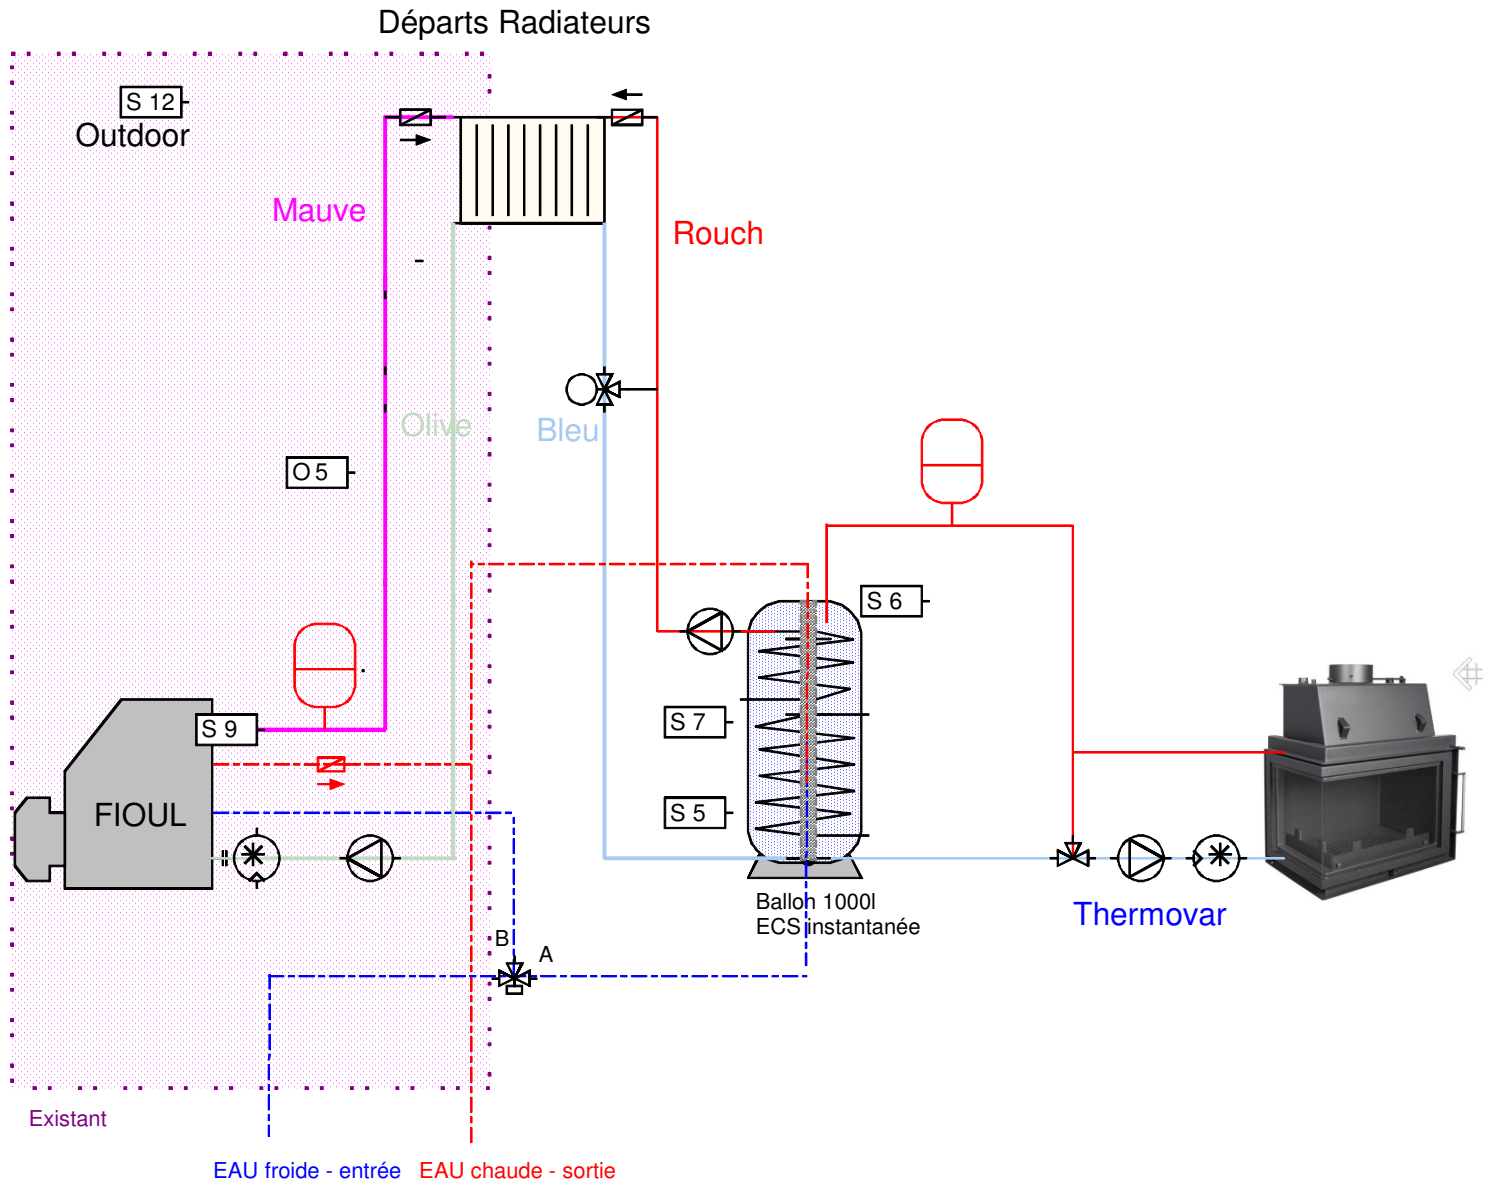 Départs Radiateurs
S 12
Outdoor
Mauve
Rouch
Olive
Bleu
O 5
S 6
S 9
S 7
FIOUL
S 5
Ballon 1000l
ECS instantanée
Thermovar
B
A
Existant
EAU froide - entrée
EAU chaude - sortie